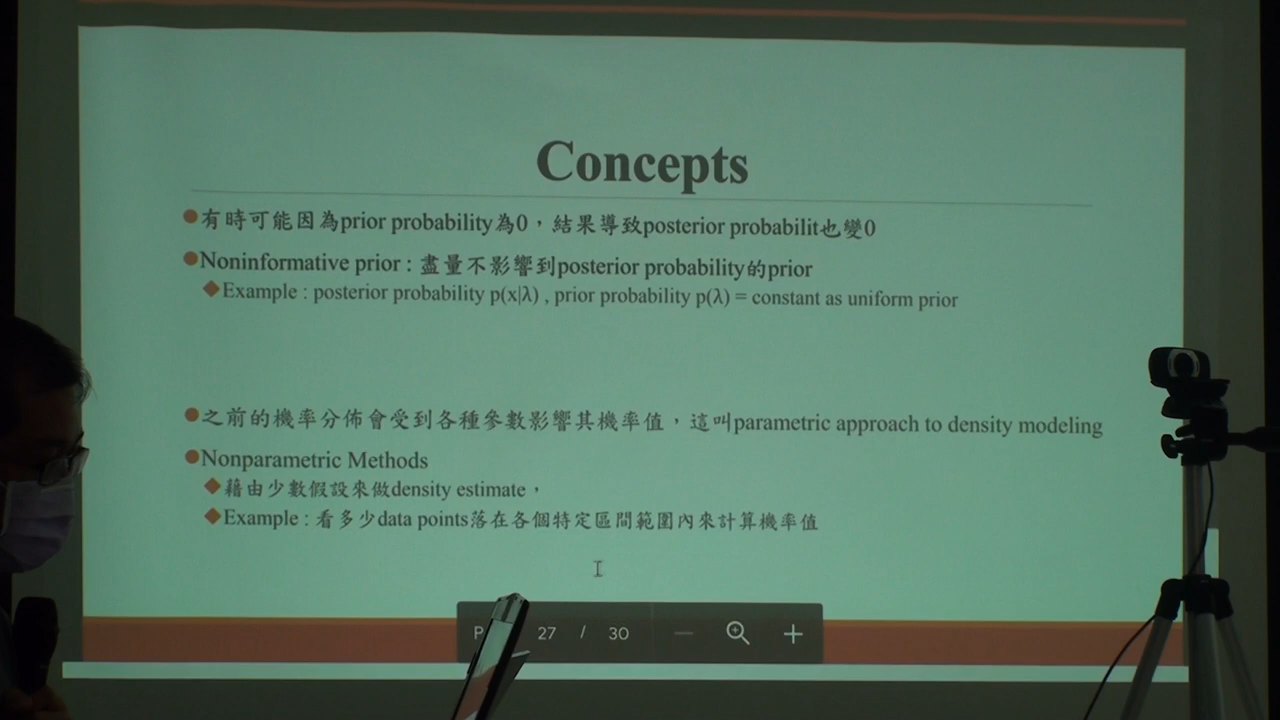 Concepts
有時可能因為prior probability為0，結果導致posterior probabilit也變0
Noninformative prior : 盡量不影響到posterior probability的prior
Example : posterior probability p(x|λ) , prior probability p(λ) = constant as uniform prior
之前的機率分佈會受到各種參數影響其機率值，這叫parametric approach to density modeling
Nonparametric Methods
藉由少數假設來做density estimate，
Example : 看多少data points落在各個特定區間範圍內來計算機率值
27 / 30